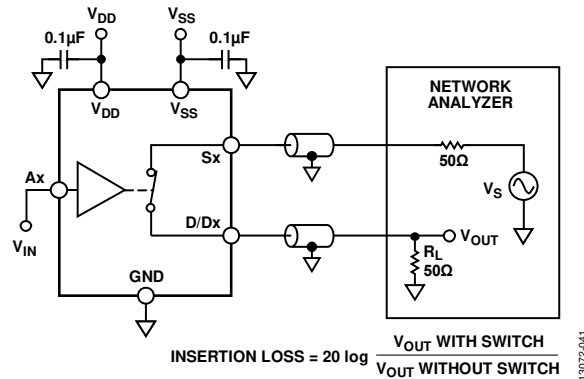 VDD
VSS
0.1µF
0.1µF
VDD
VSS
NETWORK
ANALYZER
Sx
50Ω
VS
Ax
VIN
D/Dx
VOUT
RL
50Ω
GND
INSERTION LOSS = 20 log VOUT WITH SWITCH
VOUT WITHOUT SWITCH
13072-041